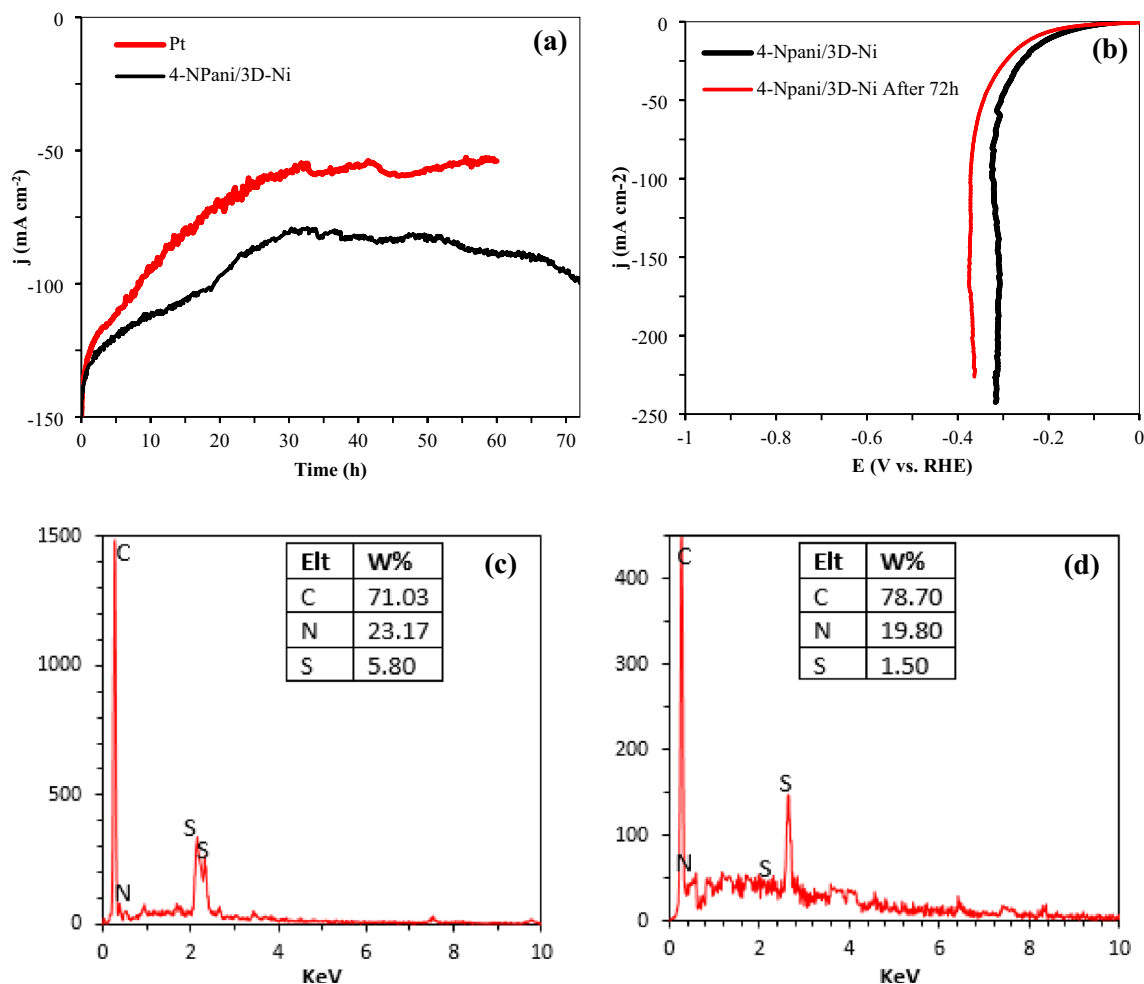 (a)
Pt
4-NPani/3D-Ni
0
-50
-100
-150
j (mA cm-2)
0 10 20 30 40 50 60 70
Time (h)
(b)
4-Npani/3D-Ni
4-Npani/3D-Ni After 72h
0
-50
-100
-150
-200
-250
j (mA cm-2)
-1 -0.8 -0.6 -0.4 -0.2 0
E (V vs. RHE)
(c)
1500
1000
500
0
C
N
S
S
Elt W%
C 71.03
N 23.17
S 5.80
0 2 4 6 8 10
KeV
(d)
400
300
200
100
50
0
C
N
S
S
Elt W%
C 78.70
N 19.80
S 1.50
0 2 4 6 8 10
KeV